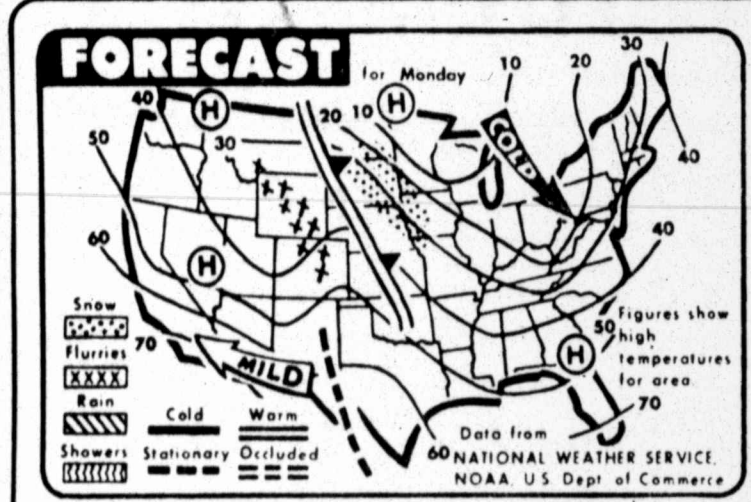 FORECAST
for Monday
10
20
30
40
H
H
20
10
COLD
30
50
40
60
H
40
Snow
Flurries
Rain
Showers
70
MILD
Cold
Warm
Stationary
Occluded
H
50
Figures show
high
temperatures
for area
70
60
Data from
NATIONAL WEATHER SERVICE,
NOAA, U.S. Dept of Commerce